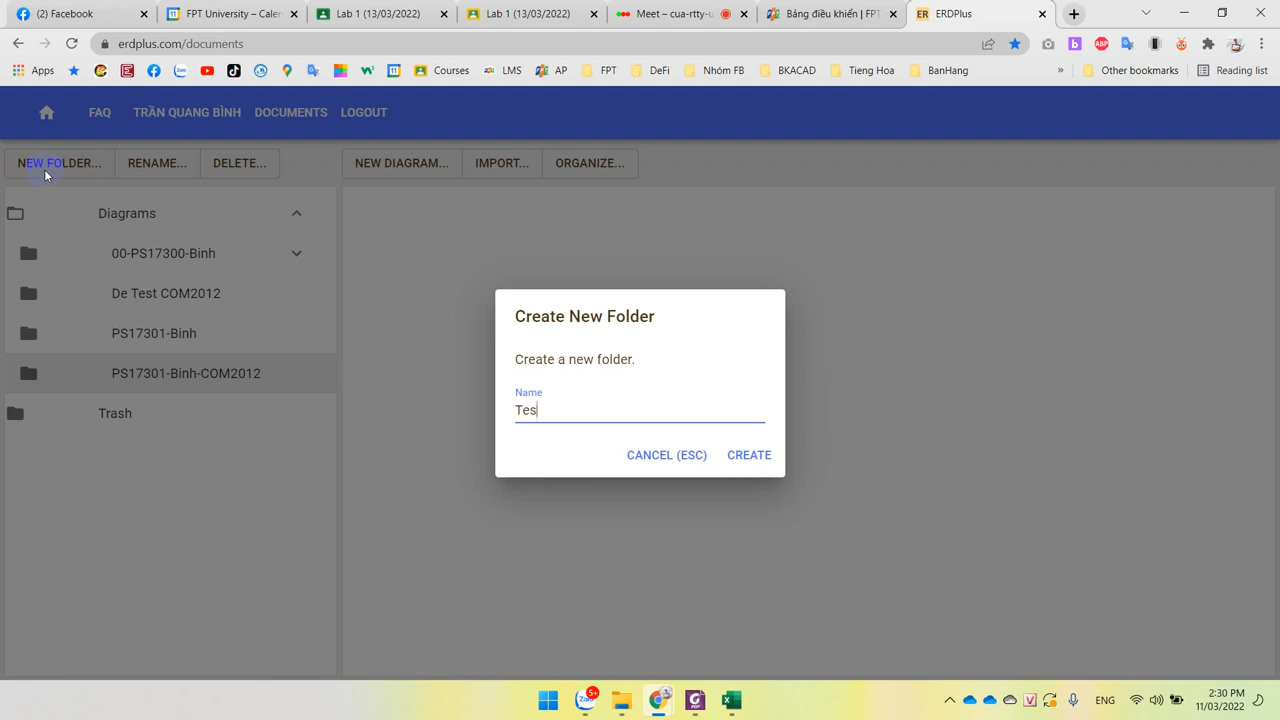 (2) Facebook
FPT University – Calen
Lab 1 (13/03/2022)
Lab 1 (13/03/2022)
Meet – cua-rtty-u
Bảng điều khiển | F
ERDPlus
erdplus.com/documents
Apps
Courses
LMS
AP
FPT
DeFi
Nhóm FB
BKACAD
Tieng Hoa
BanHang
»
Other bookmarks
Reading list
FAQ
TRẦN QUANG BÌNH
DOCUMENTS
LOGOUT
NEW FOLDER...
RENAME...
DELETE...
NEW DIAGRAM...
IMPORT...
ORGANIZE...
Diagrams
00-PS17300-Binh
De Test COM2012
PS17301-Binh
PS17301-Binh-COM2012
Trash
Create New Folder
Create a new folder.
Name
Tes
CANCEL (ESC)
CREATE
5+
ENG
2:30 PM
11/03/2022